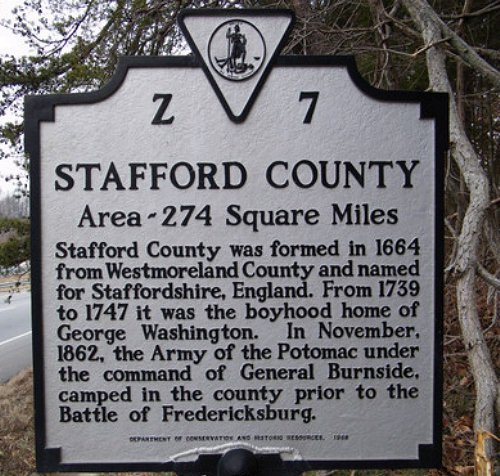 Z 7
STAFFORD COUNTY
Area-274 Square Miles
Stafford County was formed in 1664
from Westmoreland County and named
for Staffordshire, England. From 1739
to 1747 it was the boyhood home of
George Washington. In November,
1862, the Army of the Potomac under
the command of General Burnside,
camped in the county prior to the
Battle of Fredericksburg.
DEPARTMENT OF CONSERVATION AND HISTORIC RESOURCES,